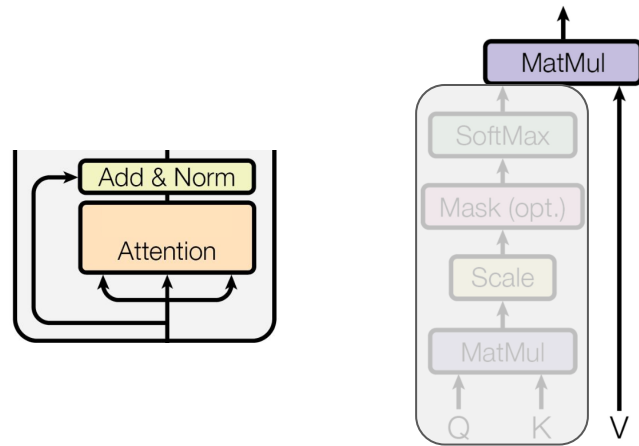 Add & Norm
Attention
MatMul
SoftMax
Mask (opt.)
Scale
MatMul
Q K V